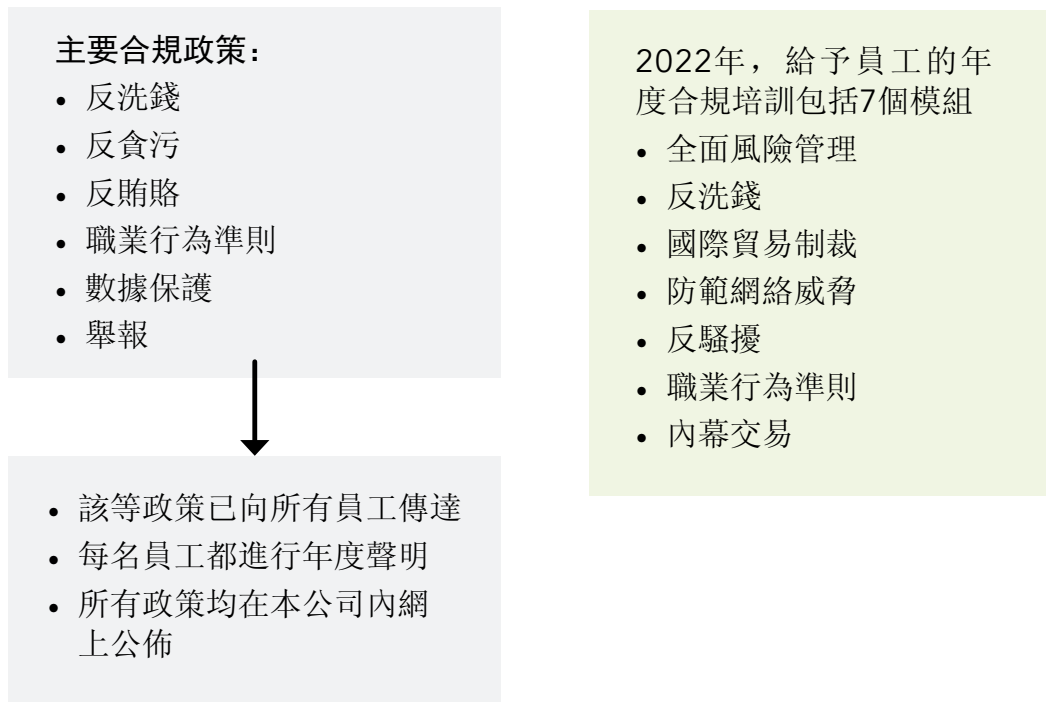 主要合規政策：
• 反洗錢
• 反貪污
• 反賄賂
• 職業行為準則
• 數據保護
• 舉報
• 該等政策已向所有員工傳達
• 每名員工都進行年度聲明
• 所有政策均在本公司內網
上公佈
2022年，給予員工的年
度合規培訓包括7個模組
• 全面風險管理
• 反洗錢
• 國際貿易制裁
• 防範網絡威脅
• 反騷擾
• 職業行為準則
• 內幕交易